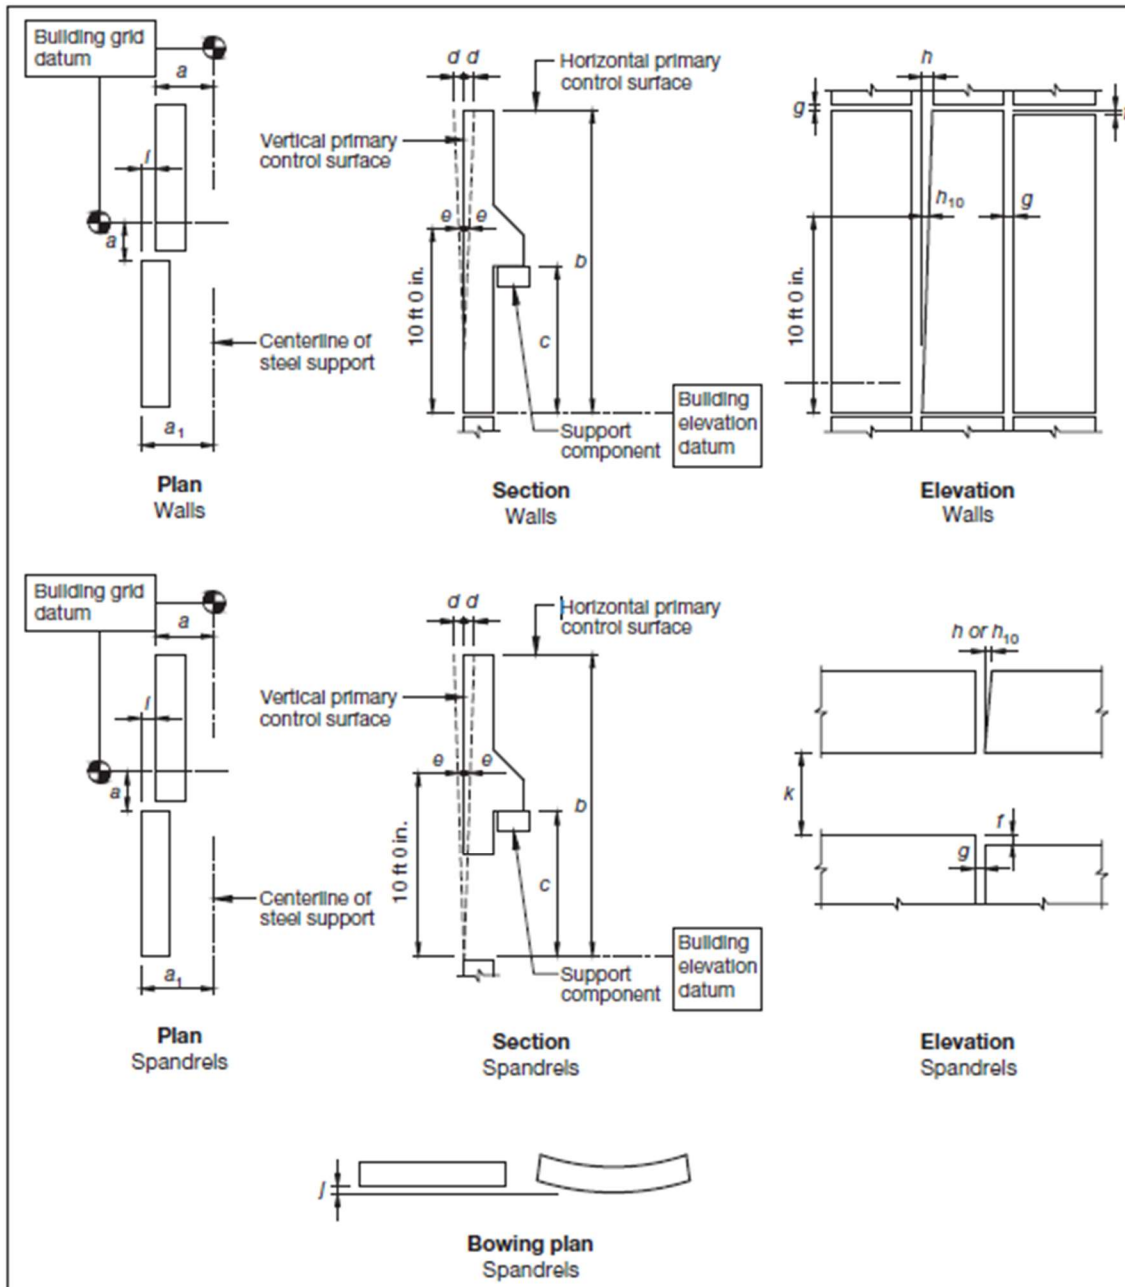 Building grid
datum
a
i
a
Centerline of
steel support
a1
Plan
Walls
d d
Horizontal primary
control surface
Vertical primary
control surface
e e
b
10 ft 0 in.
c
Support
component
Building
elevation
datum
Section
Walls
h
g
h10
g
10 ft 0 in.
Elevation
Walls
Building grid
datum
a
i
a
Centerline of
steel support
a1
Plan
Spandrels
d d
Horizontal primary
control surface
Vertical primary
control surface
e e
b
10 ft 0 in.
c
Support
component
Building
elevation
datum
Section
Spandrels
h or h10
k
f
g
Elevation
Spandrels
j
Bowing plan
Spandrels